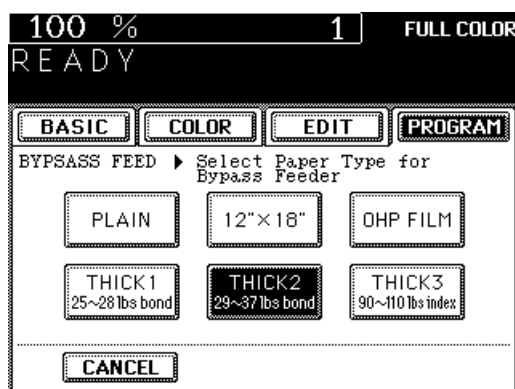 100 % 1 FULL COLOR
READY
BASIC COLOR EDIT PROGRAM
BYPSASS FEED ▶ Select Paper Type for
Bypass Feeder
PLAIN 12"×18" OHP FILM
THICK1 THICK2 THICK3
25~28 lbs bond 29~37 lbs bond 90~110 lbs index
CANCEL